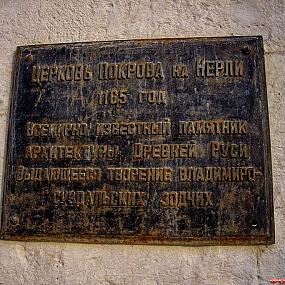 Церковь Покрова на Нерли
1165 год
Всемирно известный памятник
архитектуры Древней Руси
выдающееся творение Владимиро-
Суздальских зодчих